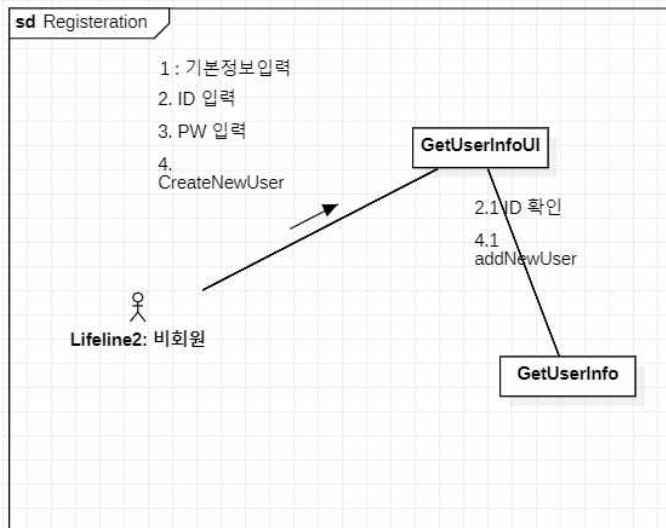 sd Registeration
1 : 기본정보입력
2. ID 입력
3. PW 입력
4.
CreateNewUser
GetUserInfoUI
2.1 ID 확인
4.1
addNewUser
Lifeline2: 비회원
GetUserInfo